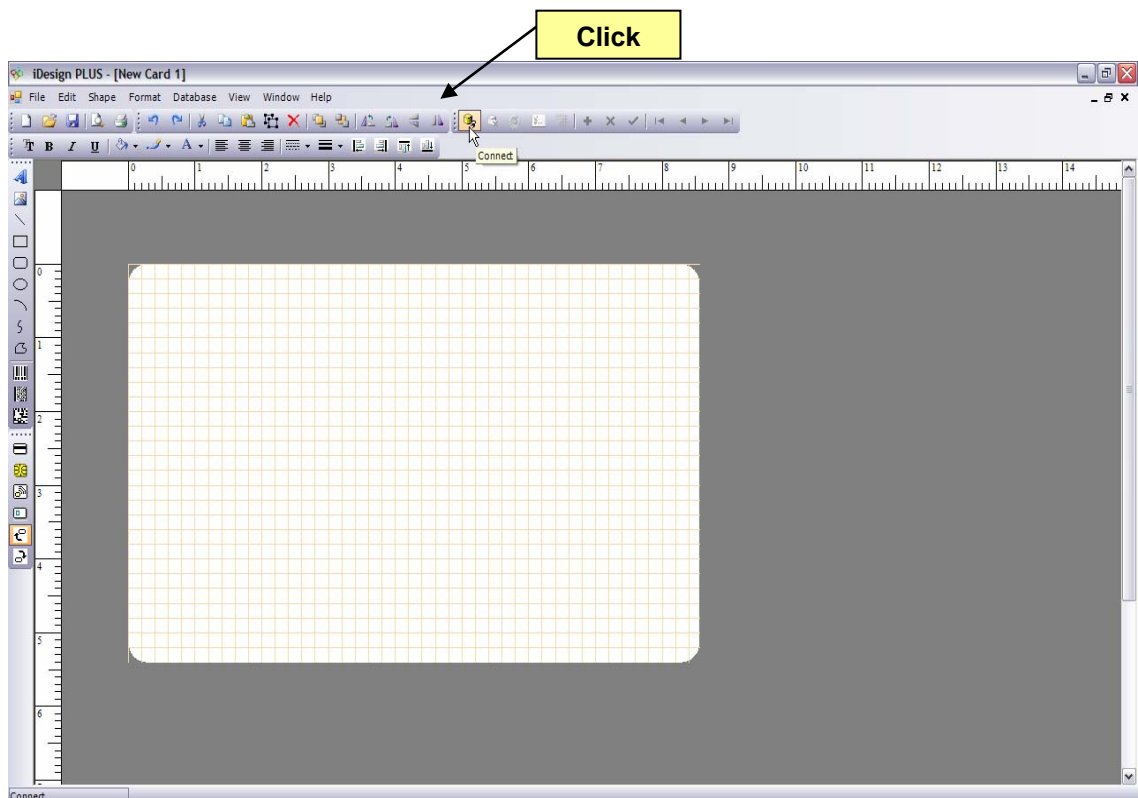 Click
iDesign PLUS - [New Card 1]
File Edit Shape Format Database View Window Help
B I U A
Connect
0 1 2 3 4 5 6 7 8 9 10 11 12 13 14
A
0
1
2
3
4
5
6
Connect